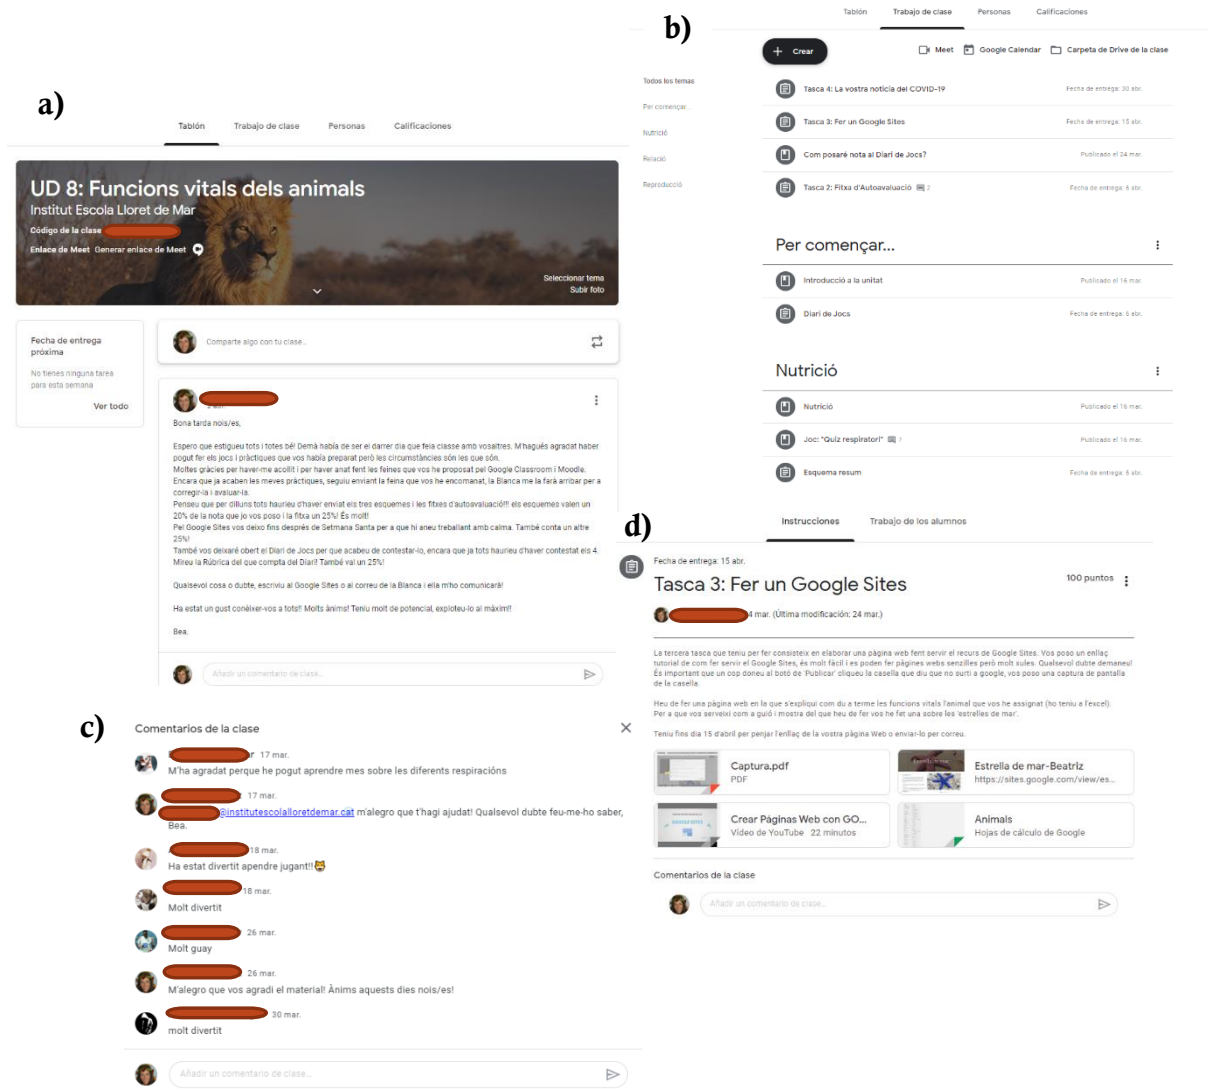 a)
Tablón Trabajo de clase Personas Calificaciones
UD 8: Funcions vitals dels animals
Institut Escola Lloret de Mar
Código de la clase
Enlace de Meet Generar enlace de Meet
Seleccionar tema
Subir foto
Fecha de entrega próxima
No tienes ninguna tarea para esta semana
Ver todo
Comparte algo con tu clase...
Bona tarda nois/es,
Espero que estigueu tots i totes bé! Demà había de ser el darrer dia que feia classe amb vosaltres. M'hagués agradat haber
pogut fer els jocs i pràctiques que vos había preparat però les circumstàncies són les que són.
Moltes gràcies per haver-me acollit i per haver anat fent les feines que vos he proposat pel Google Classroom i Moodle.
Encara que ja acaben les meves pràctiques, seguiu enviant la feina que vos he encomanat, la Blanca me la farà arribar per a
corregir-la i avaluar-la.
Penseu que per dilluns tots haurieu d'haver enviat els tres esquemes i les fitxes d'autoavaluació!!! els esquemes valen un
20% de la nota que jo vos poso i la fitxa un 25%! És molt!
Pel Google Sites vos deixo fins després de Setmana Santa per a que hi aneu treballant amb calma. També conta un altre
25%!
També vos deixaré obert el Diari de Jocs per que acabeu de contestar-lo, encara que ja tots haurieu d'haver contestat els 4.
Mireu la Rúbrica del que compta del Diari! També val un 25%!
Qualsevol cosa o dubte, escriviu al Google Sites o al correu de la Blanca i ella m'ho comunicarà!
Ha estat un gust conèixer-vos a tots!! Molts ànims! Teniu molt de potencial, exploteu-lo al màxim!!
Bea.
Añadir un comentario de clase...
b)
Tablón Trabajo de clase Personas Calificaciones
Crear Meet Google Calendar Carpeta de Drive de la clase
Todos los temas
Per començar...
Nutrició
Relació
Reproducció
Tasca 4: La vostra notícia del COVID-19 Fecha de entrega: 30 abr.
Tasca 3: Fer un Google Sites Fecha de entrega: 15 abr.
Com posaré nota al Diari de Jocs? Publicado el 24 mar.
Tasca 2: Fitxa d'Autoavaluació 2 Fecha de entrega: 6 abr.
Per començar...
Introducció a la unitat Publicado el 16 mar.
Diari de Jocs Fecha de entrega: 6 abr.
Nutrició
Nutrició Publicado el 16 mar.
Joc: "Quiz respiratori" 7 Publicado el 16 mar.
Esquema resum Fecha de entrega: 6 abr.
c)
Comentarios de la clase
17 mar.
M'ha agradat perque he pogut aprendre mes sobre les diferents respiracións
17 mar.
@institutescolalloretdemar.cat m'alegro que t'hagi ajudat! Qualsevol dubte feu-me-ho saber,
Bea.
18 mar.
Ha estat divertit apendre jugant!!🐯
18 mar.
Molt divertit
26 mar.
Molt guay
26 mar.
M'alegro que vos agradi el material! Ànims aquests dies nois/es!
30 mar.
molt divertit
Añadir un comentario de clase...
d)
Instrucciones Trabajo de los alumnos
Fecha de entrega: 15 abr.
Tasca 3: Fer un Google Sites 100 puntos
4 mar. (Última modificación: 24 mar.)
La tercera tasca que teniu per fer consisteix en elaborar una pàgina web fent servir el recurs de Google Sites. Vos poso un enllaç
tutorial de com fer servir el Google Sites, és molt fàcil i es poden fer pàgines webs senzilles però molt xules. Qualsevol dubte demaneu!
És important que un cop doneu al botó de 'Publicar' cliqueu la casella que diu que no surti a google, vos poso una captura de pantalla
de la casella.
Heu de fer una pàgina web en la que s'expliqui com du a terme les funcions vitals l'animal que vos he assignat (ho teniu a l'excel).
Per a que vos serveixi com a guió i mostra del que heu de fer vos he fet una sobre les 'estrelles de mar'.
Teniu fins dia 15 d'abril per penjar l'enllaç de la vostra pàgina Web o enviar-lo per correu.
Captura.pdf
PDF
Estrella de mar-Beatriz
https://sites.google.com/view/es...
Crear Páginas Web con GO...
Vídeo de YouTube 22 minutos
Animals
Hojas de cálculo de Google
Comentarios de la clase
Añadir un comentario de clase...